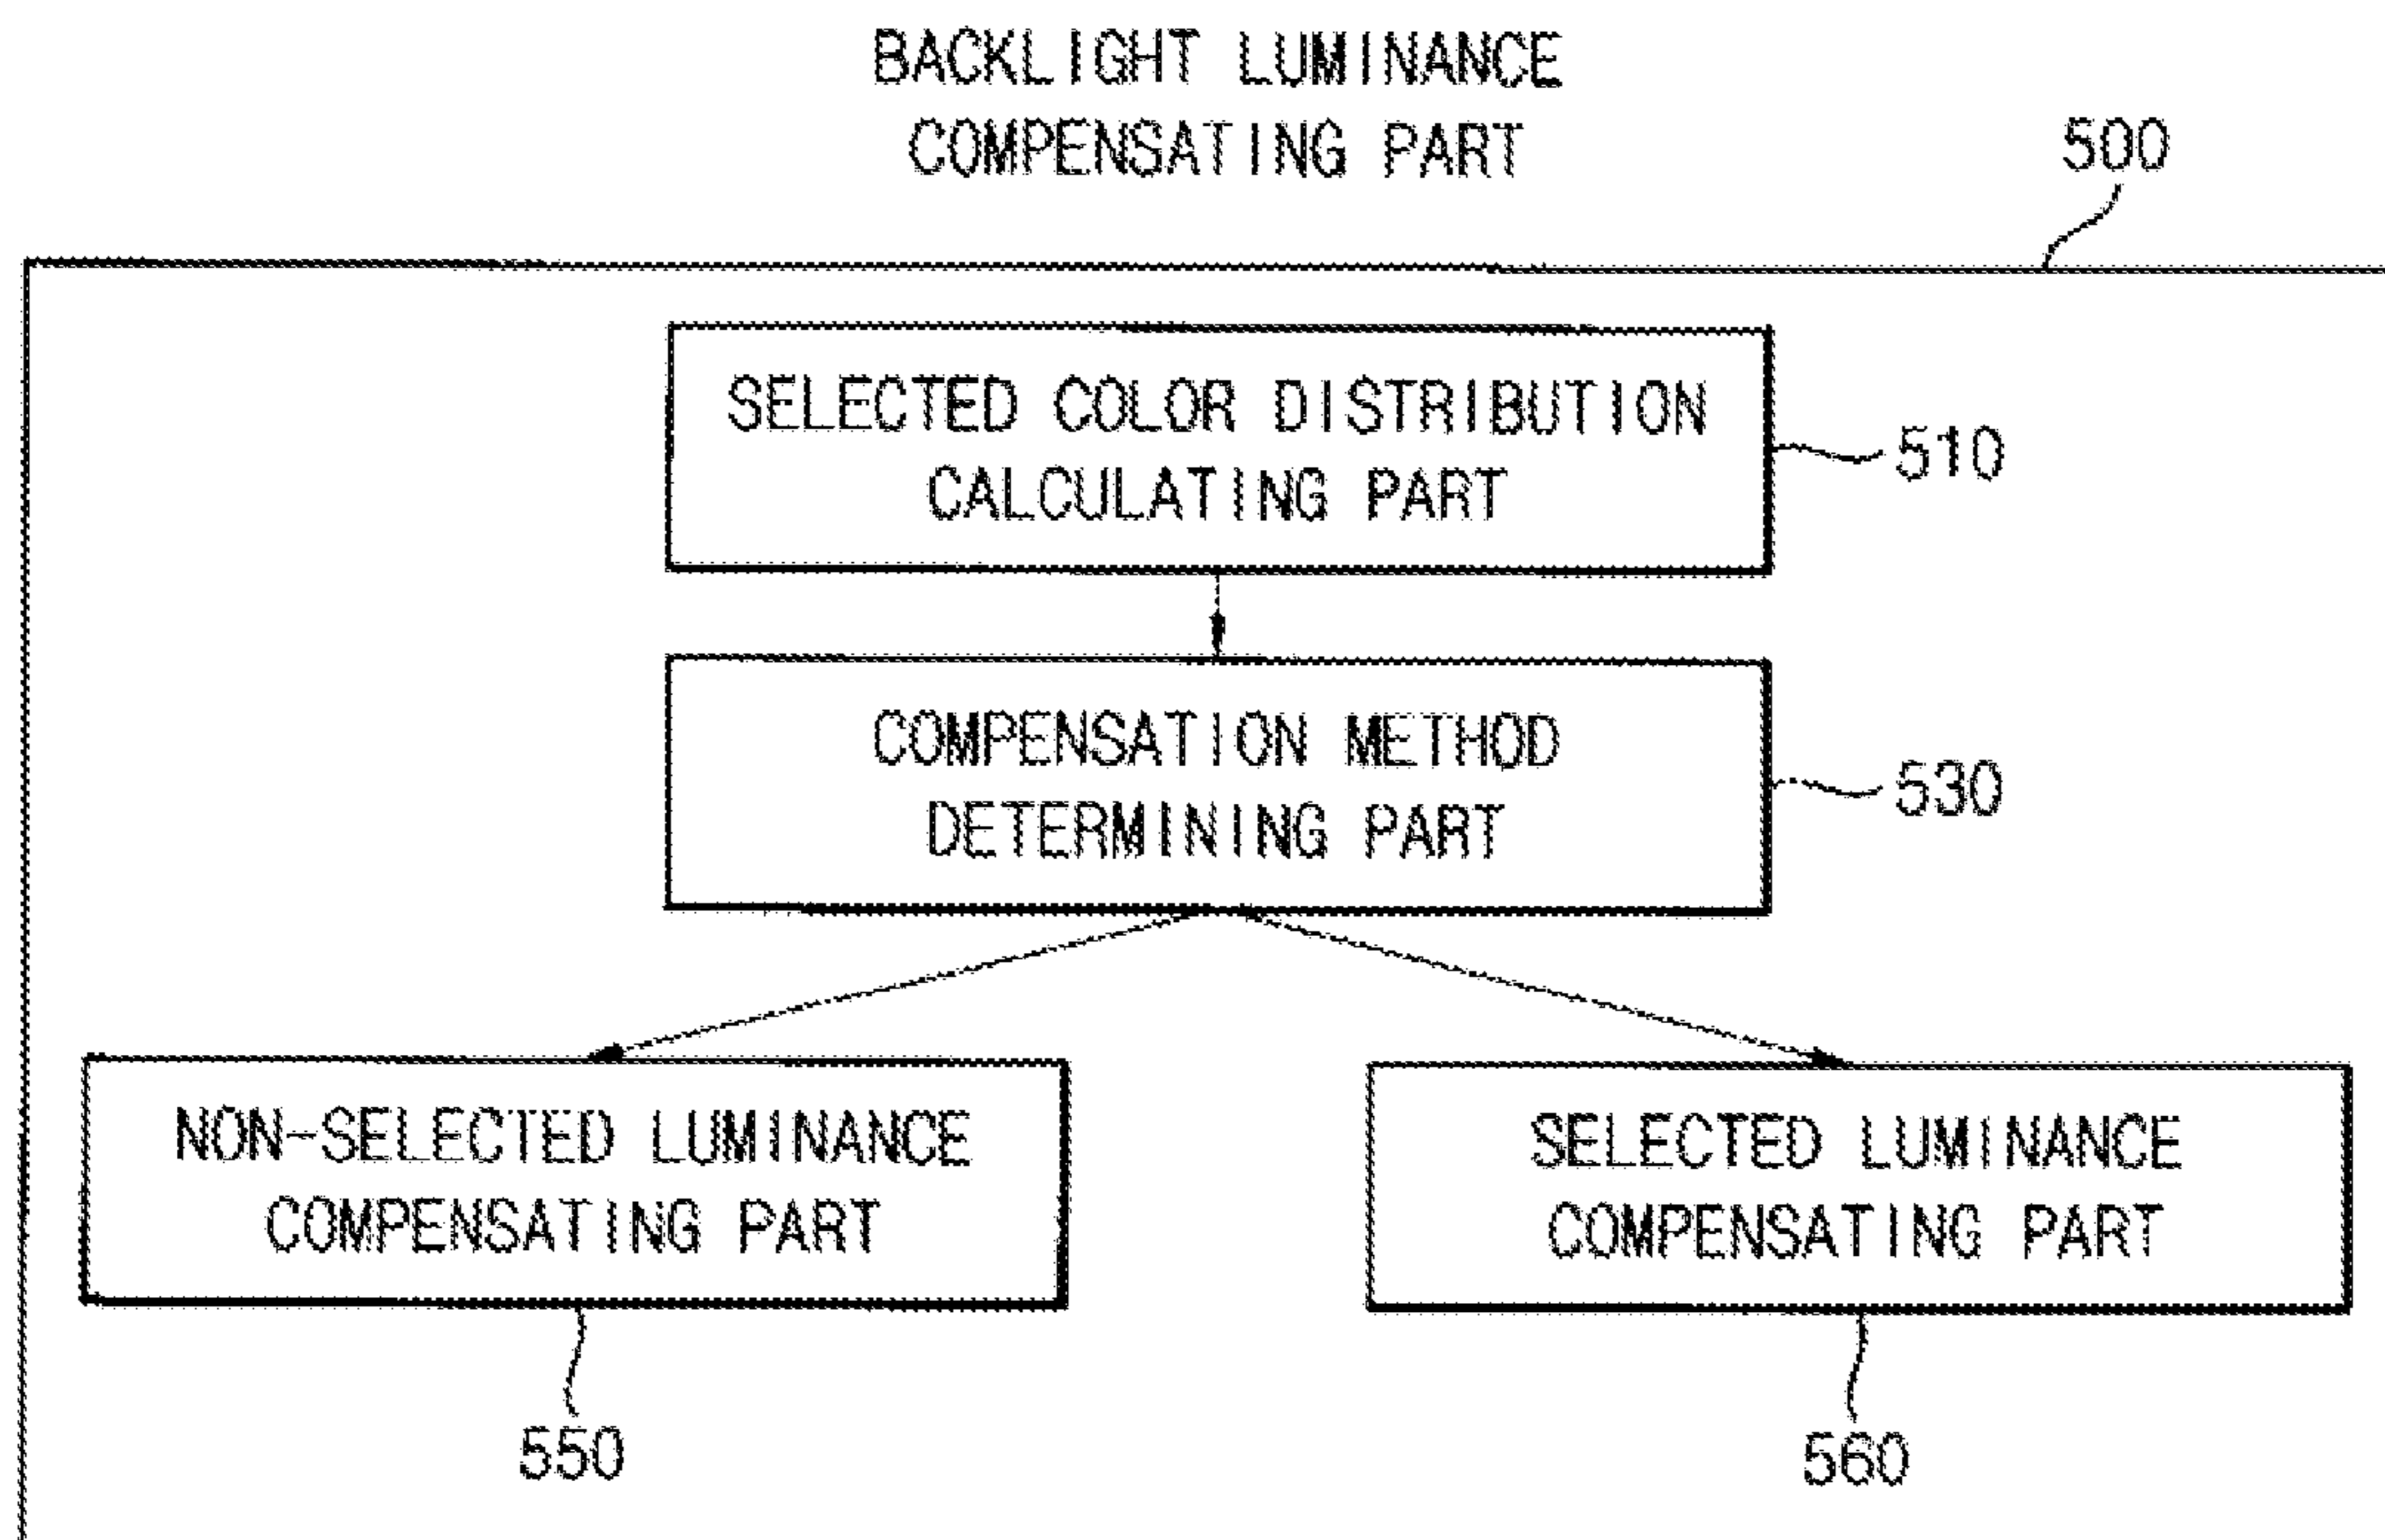 BACKLIGHT LUMINANCE
COMPENSATING PART
500
SELECTED COLOR DISTRIBUTION
CALCULATING PART
510
COMPENSATION METHOD
DETERMINING PART
530
NON-SELECTED LUMINANCE
COMPENSATING PART
550
SELECTED LUMINANCE
COMPENSATING PART
560